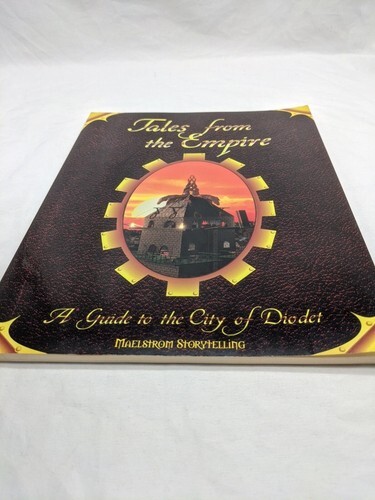 Tales from
the Empire
A Guide to the City of Diodet
MAELSTROM STORYTELLING